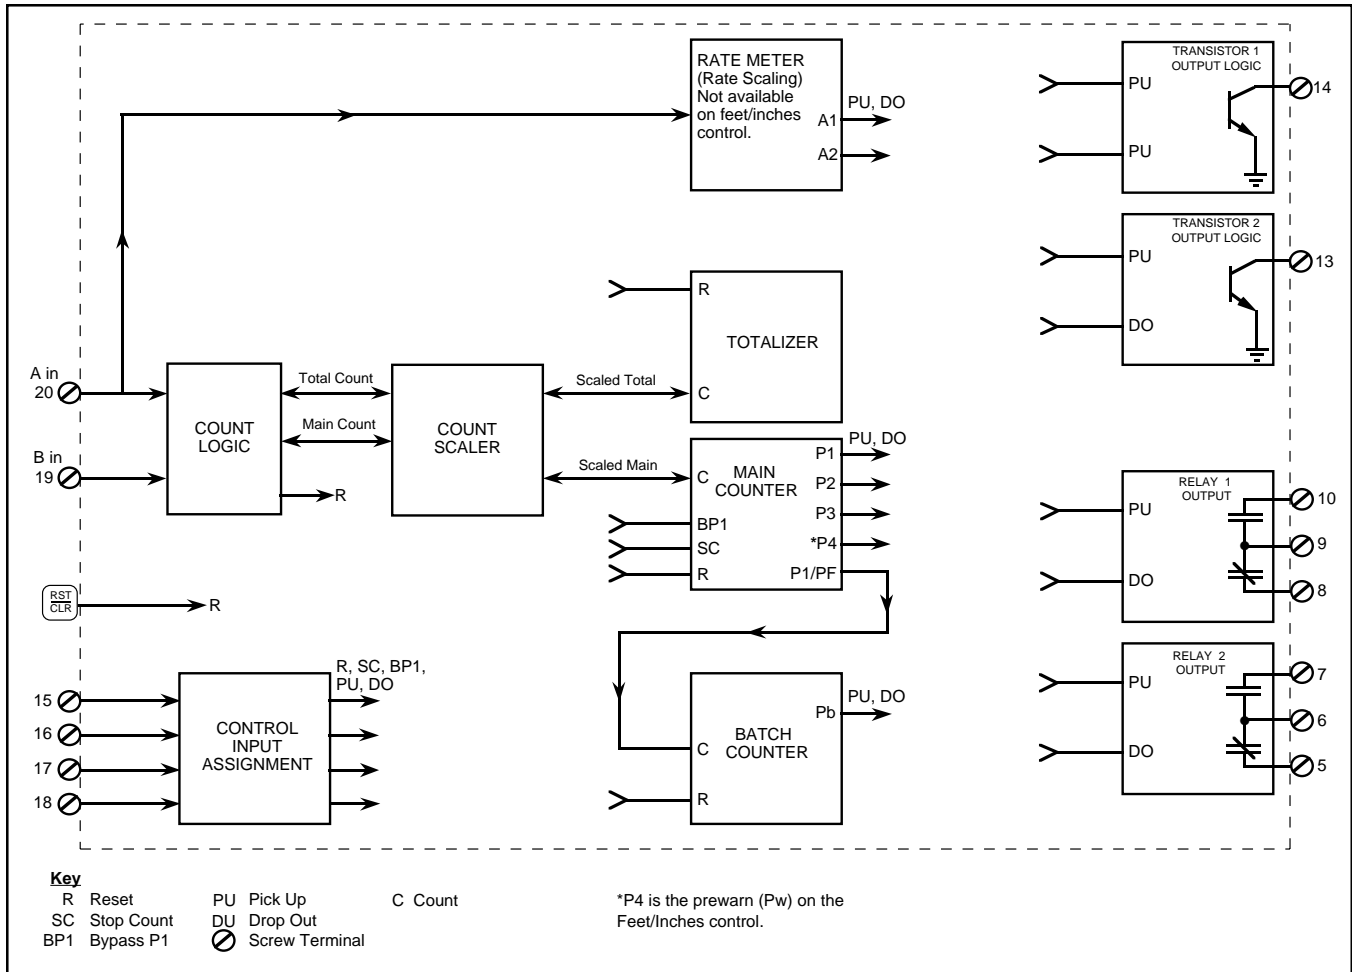 RATE METER
(Rate Scaling)
Not available
on feet/inches
control.
A1
A2
PU, DO
TRANSISTOR 1
OUTPUT LOGIC
PU
PU
14
TRANSISTOR 2
OUTPUT LOGIC
PU
DO
13
R
TOTALIZER
C
A in
20
B in
19
COUNT
LOGIC
Total Count
Main Count
R
COUNT
SCALER
Scaled Total
Scaled Main
C
MAIN
COUNTER
BP1
SC
R
P1
P2
P3
*P4
P1/PF
PU, DO
RELAY 1
OUTPUT
PU
DO
10
9
8
RST
CLR
R
15
16
17
18
CONTROL
INPUT
ASSIGNMENT
R, SC, BP1,
PU, DO
C
R
BATCH
COUNTER
Pb
PU, DO
RELAY 2
OUTPUT
PU
DO
7
6
5
Key
R Reset
SC Stop Count
BP1 Bypass P1
PU Pick Up
DU Drop Out
Screw Terminal
C Count
*P4 is the prewarn (Pw) on the
Feet/Inches control.